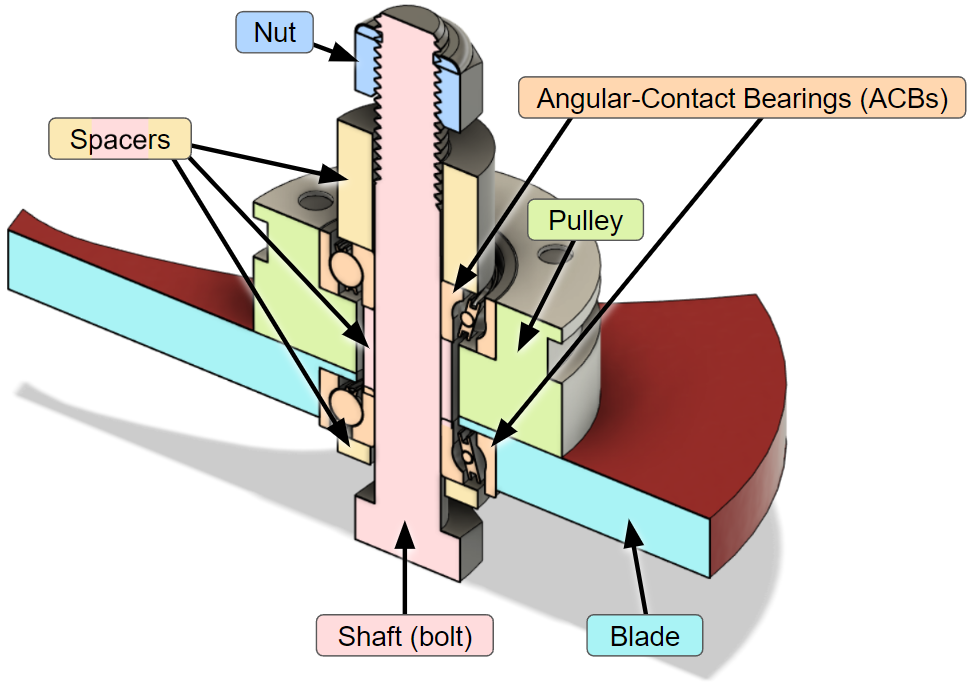 Nut
Angular-Contact Bearings (ACBs)
Spacers
Pulley
Shaft (bolt)
Blade